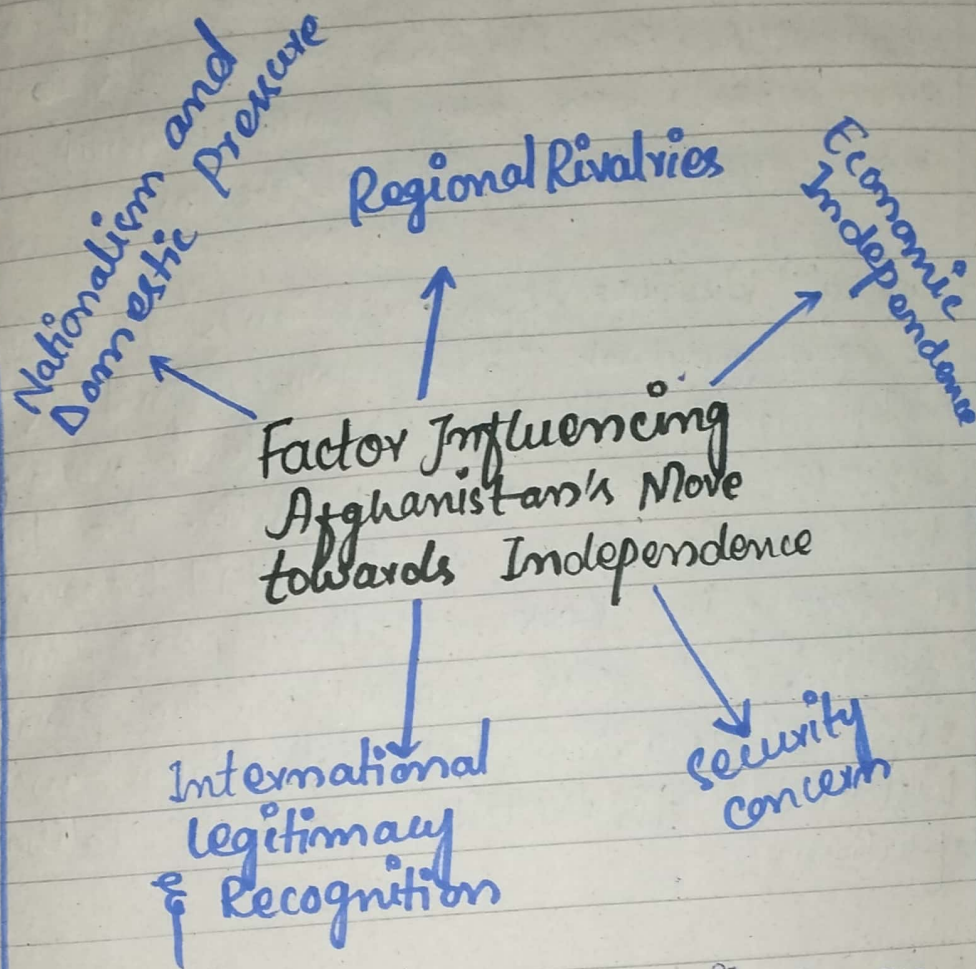 Nationalism and
Domestic Pressure
Regional Rivalries
Economic
Independence
Factor Influencing
Afghanistan's Move
towards Independence
International
legitimacy
& Recognition
security
concern